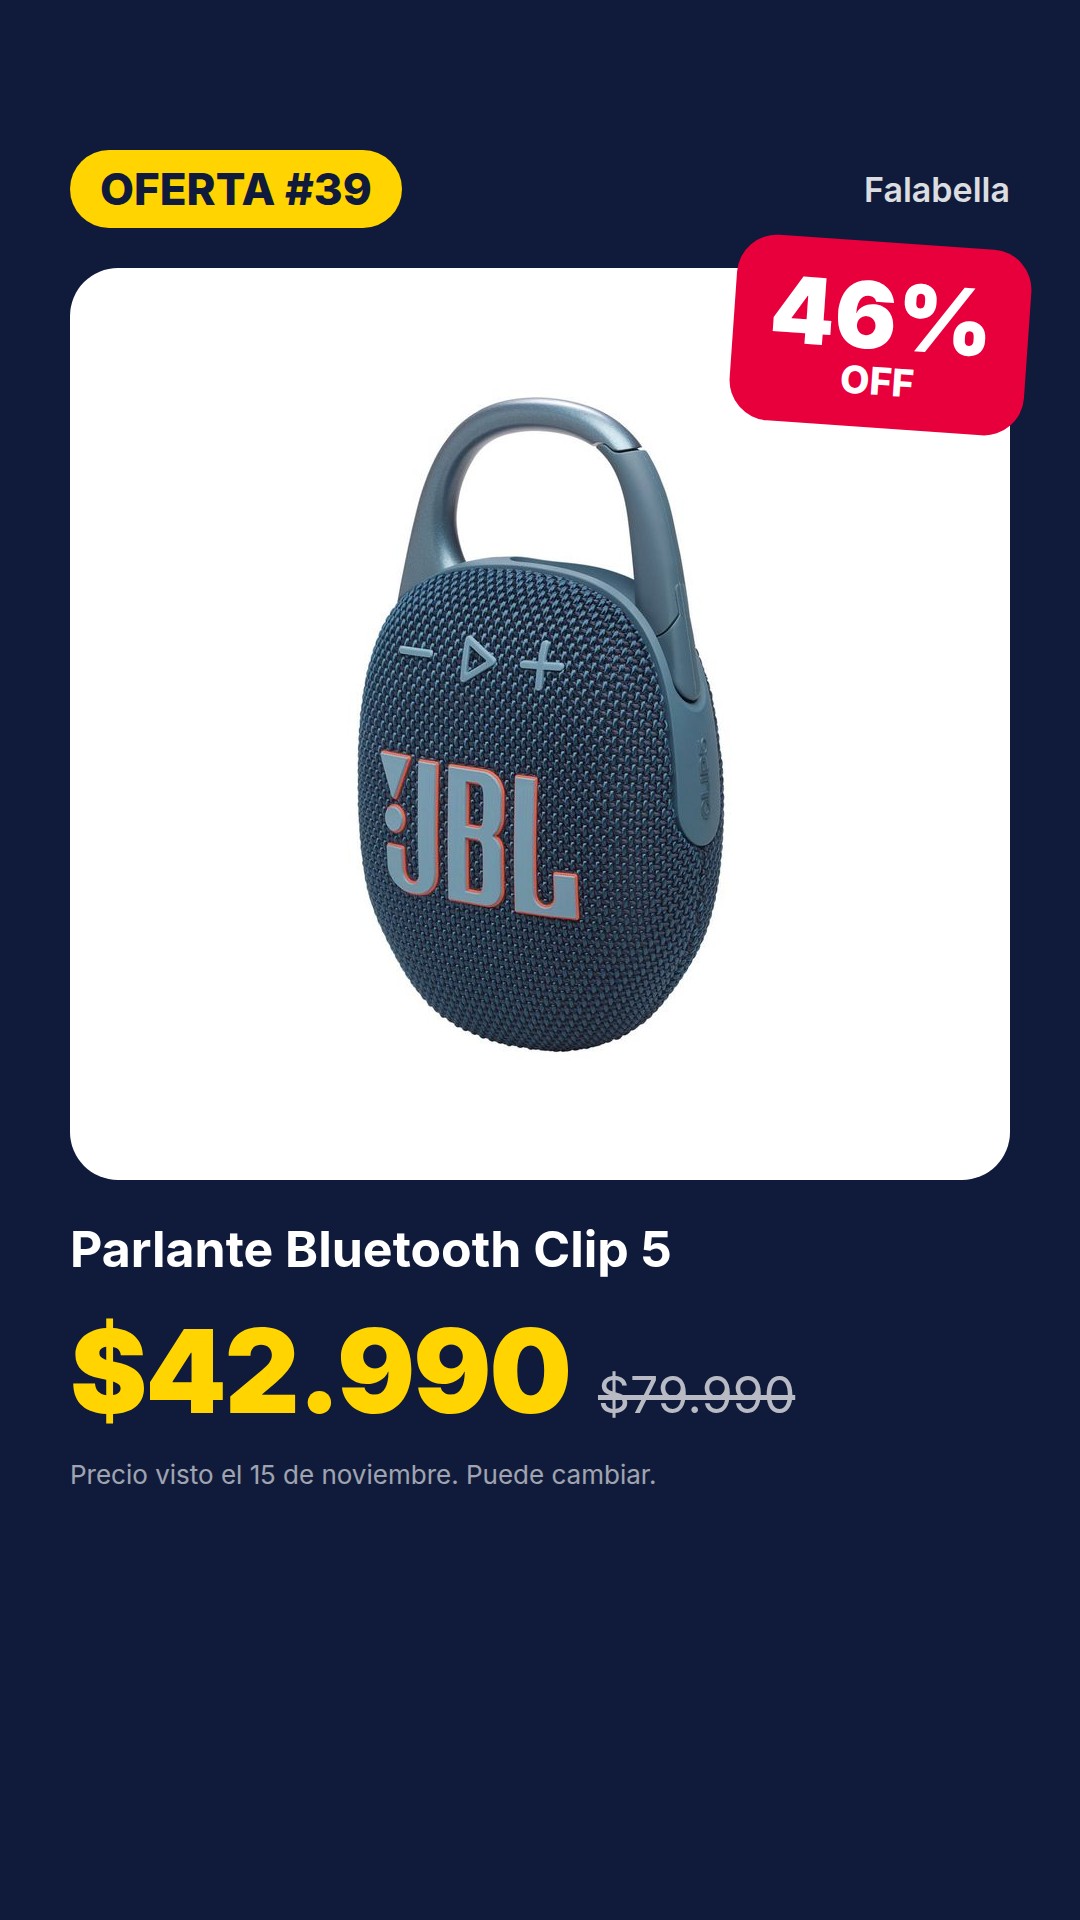 OFERTA #39
Falabella
46%
OFF
JBL
Parlante Bluetooth Clip 5
$42.990 $79.990
Precio visto el 15 de noviembre. Puede cambiar.